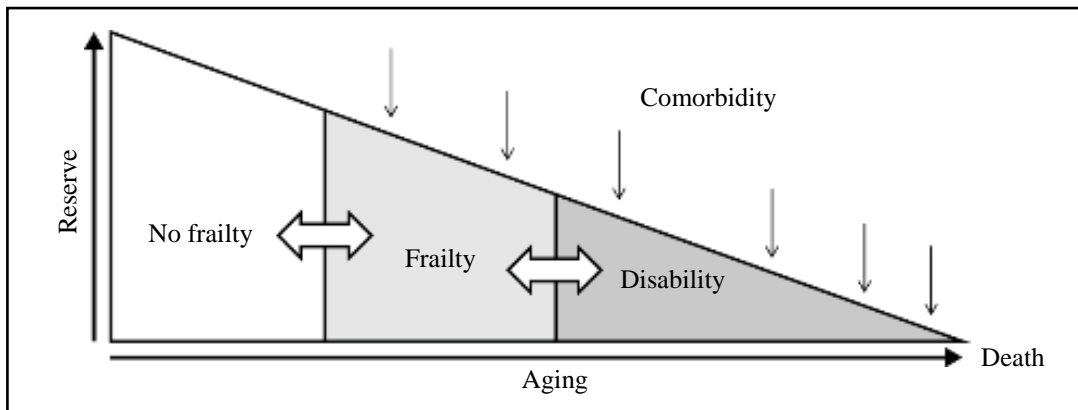 Comorbidity
Reserve
No frailty
Frailty
Disability
Death
Aging